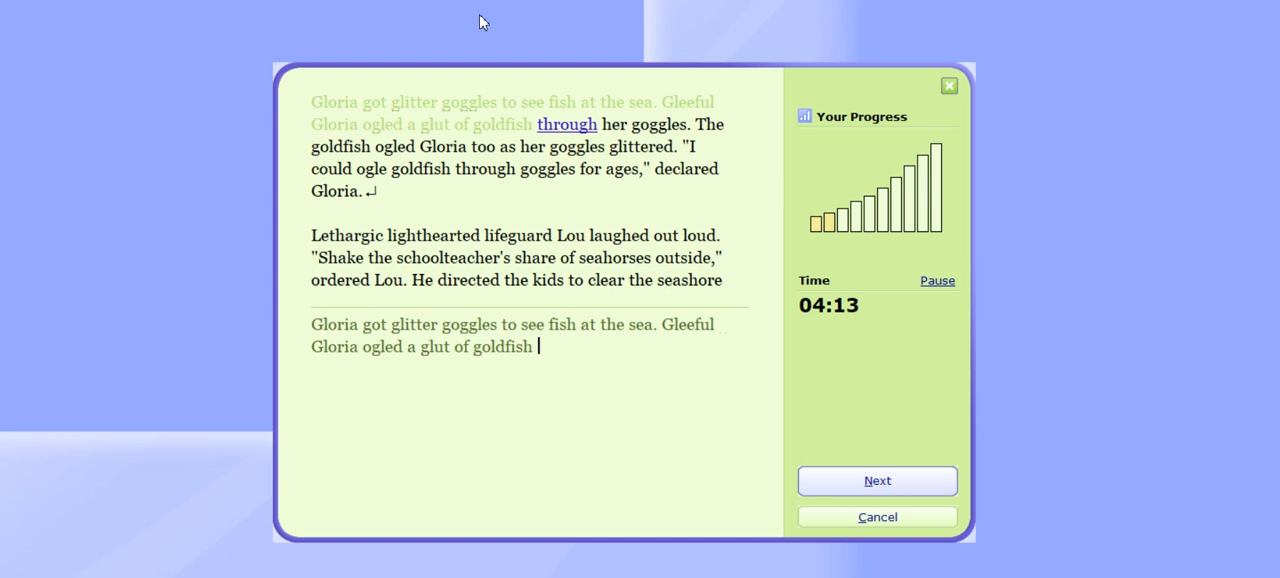 Gloria got glitter goggles to see fish at the sea. Gleeful
Gloria ogled a glut of goldfish through her goggles. The
goldfish ogled Gloria too as her goggles glittered. "I
could ogle goldfish through goggles for ages," declared
Gloria.↵
Lethargic lighthearted lifeguard Lou laughed out loud.
"Shake the schoolteacher's share of seahorses outside,"
ordered Lou. He directed the kids to clear the seashore
Gloria got glitter goggles to see fish at the sea. Gleeful
Gloria ogled a glut of goldfish
Your Progress
Time Pause
04:13
Next
Cancel